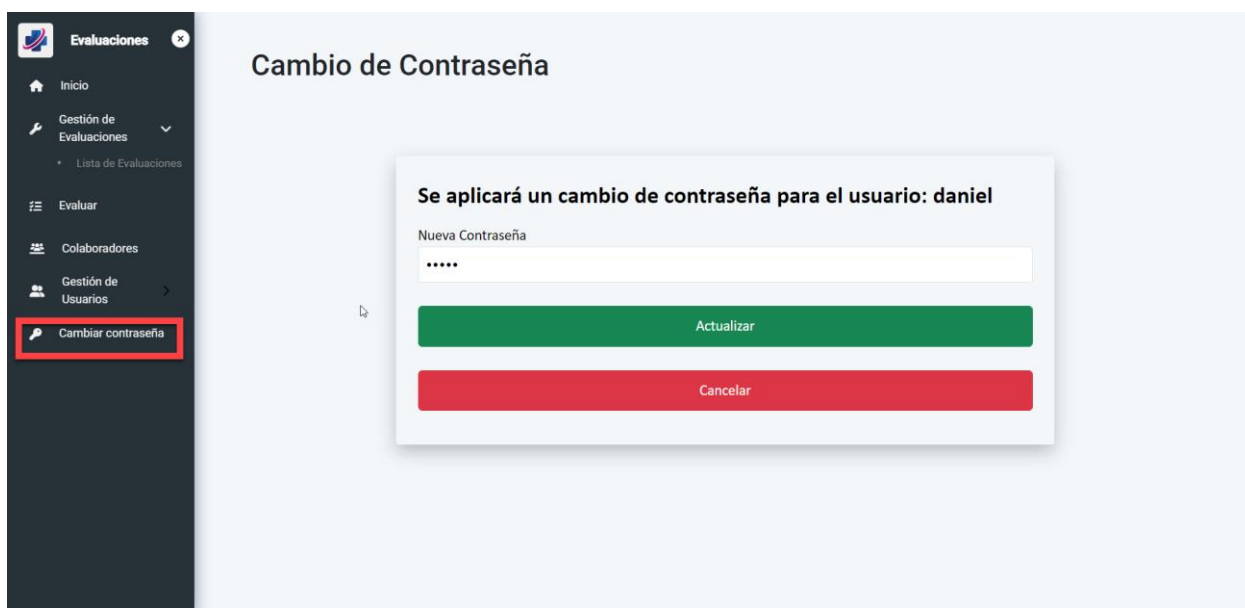 Evaluaciones
Inicio
Gestión de
Evaluaciones
Lista de Evaluaciones
Evaluar
Colaboradores
Gestión de
Usuarios
Cambiar contraseña
Cambio de Contraseña
Se aplicará un cambio de contraseña para el usuario: daniel
Nueva Contraseña
•••••
Actualizar
Cancelar